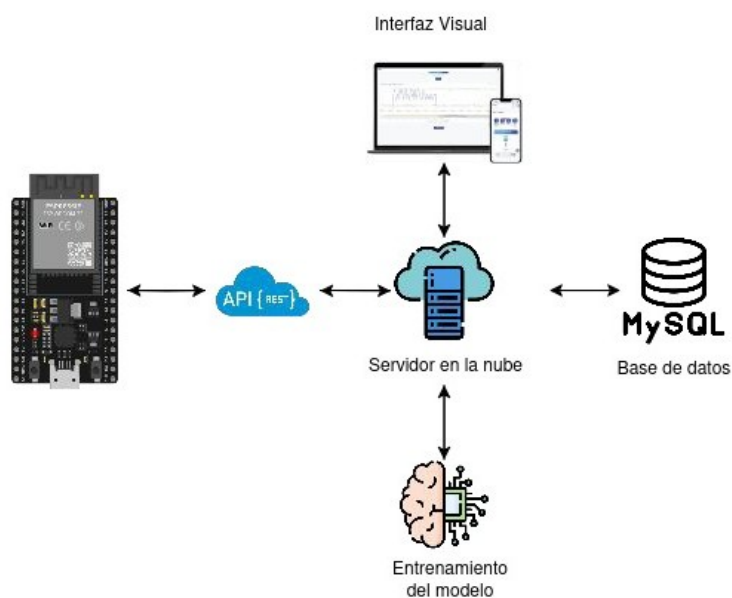 Interfaz Visual
API {REST}
MySQL
Servidor en la nube
Base de datos
Entrenamiento
del modelo